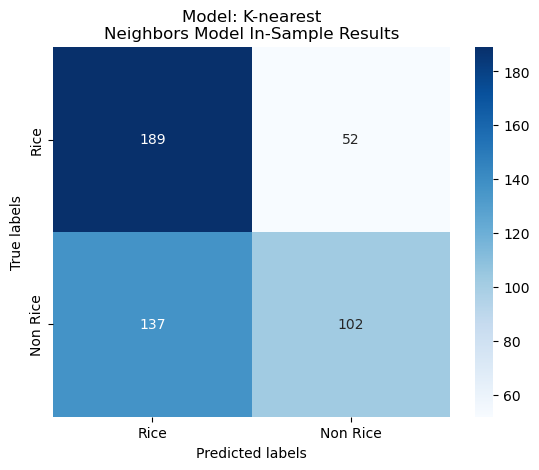 Model: K-nearest
Neighbors Model In-Sample Results
True labels
Rice
Non Rice
189
52
137
102
Rice
Non Rice
Predicted labels
180
160
140
120
100
80
60